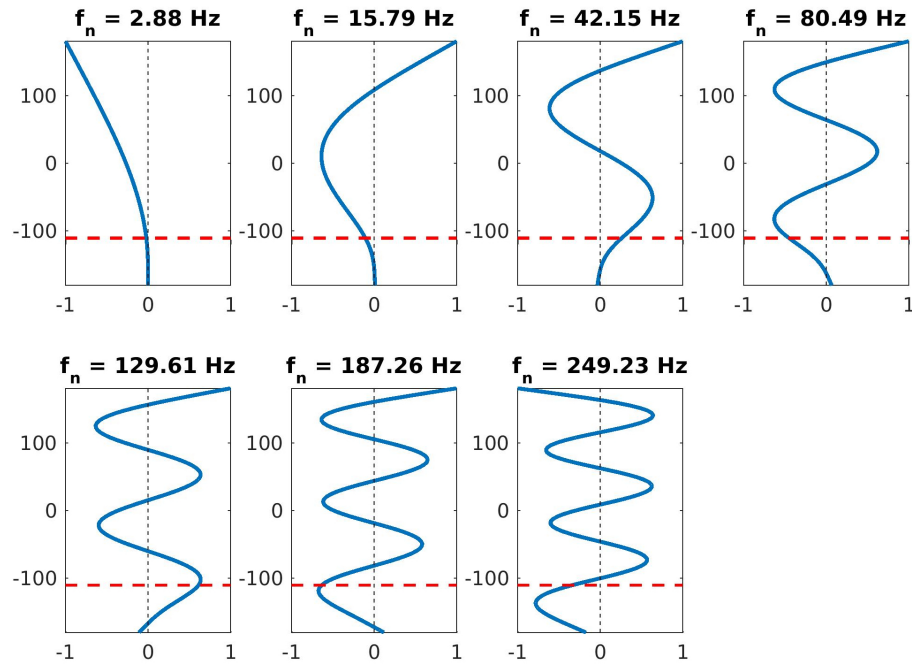 f_n = 2.88 Hz
f_n = 15.79 Hz
f_n = 42.15 Hz
f_n = 80.49 Hz
100
0
-100
-1 0 1
100
0
-100
-1 0 1
100
0
-100
-1 0 1
100
0
-100
-1 0 1
f_n = 129.61 Hz
f_n = 187.26 Hz
f_n = 249.23 Hz
100
0
-100
-1 0 1
100
0
-100
-1 0 1
100
0
-100
-1 0 1